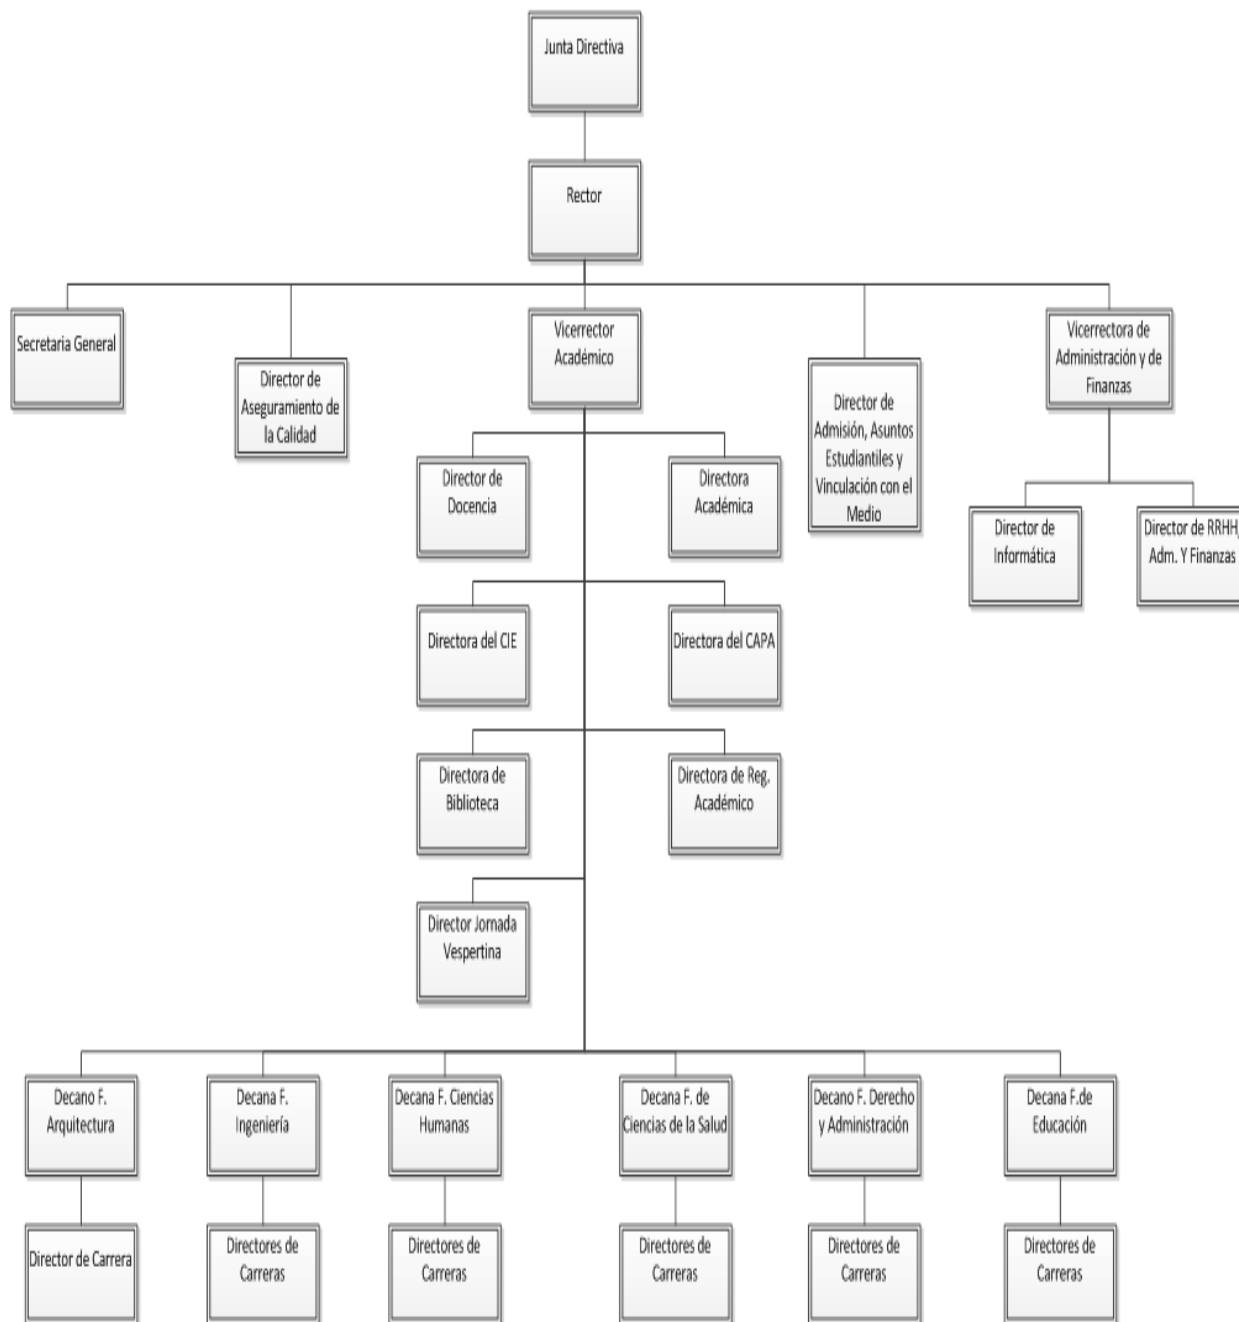 Junta Directiva
Rector
Secretaria General
Director de
Aseguramiento de
la Calidad
Vicerrector
Académico
Director de
Admisión, Asuntos
Estudiantiles y
Vinculación con el
Medio
Vicerrectora de
Administración y de
Finanzas
Director de
Docencia
Directora
Académica
Director de
Informática
Director de RRHH,
Adm. Y Finanzas
Directora del CIE
Directora del CAPA
Directora de
Biblioteca
Directora de Reg.
Académico
Director Jornada
Vespertina
Decano F.
Arquitectura
Decana F.
Ingeniería
Decana F. Ciencias
Humanas
Decana F. de
Ciencias de la Salud
Decano F. Derecho
y Administración
Decana F.de
Educación
Director de Carrera
Directores de
Carreras
Directores de
Carreras
Directores de
Carreras
Directores de
Carreras
Directores de
Carreras